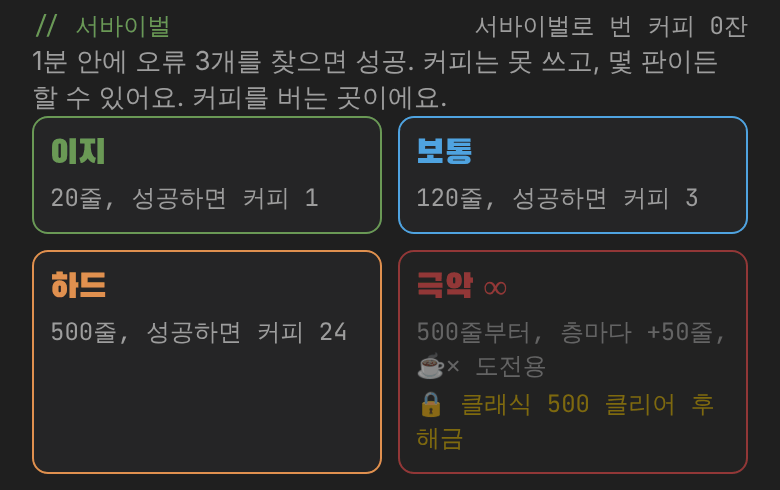 // 서바이벌
서바이벌로 번 커피 0잔
1분 안에 오류 3개를 찾으면 성공. 커피는 못 쓰고, 몇 판이든
할 수 있어요. 커피를 버는 곳이에요.
이지
20줄, 성공하면 커피 1
보통
120줄, 성공하면 커피 3
하드
500줄, 성공하면 커피 24
극악 ∞
500줄부터, 층마다 +50줄,
☕× 도전용
🔒 클래식 500 클리어 후
해금